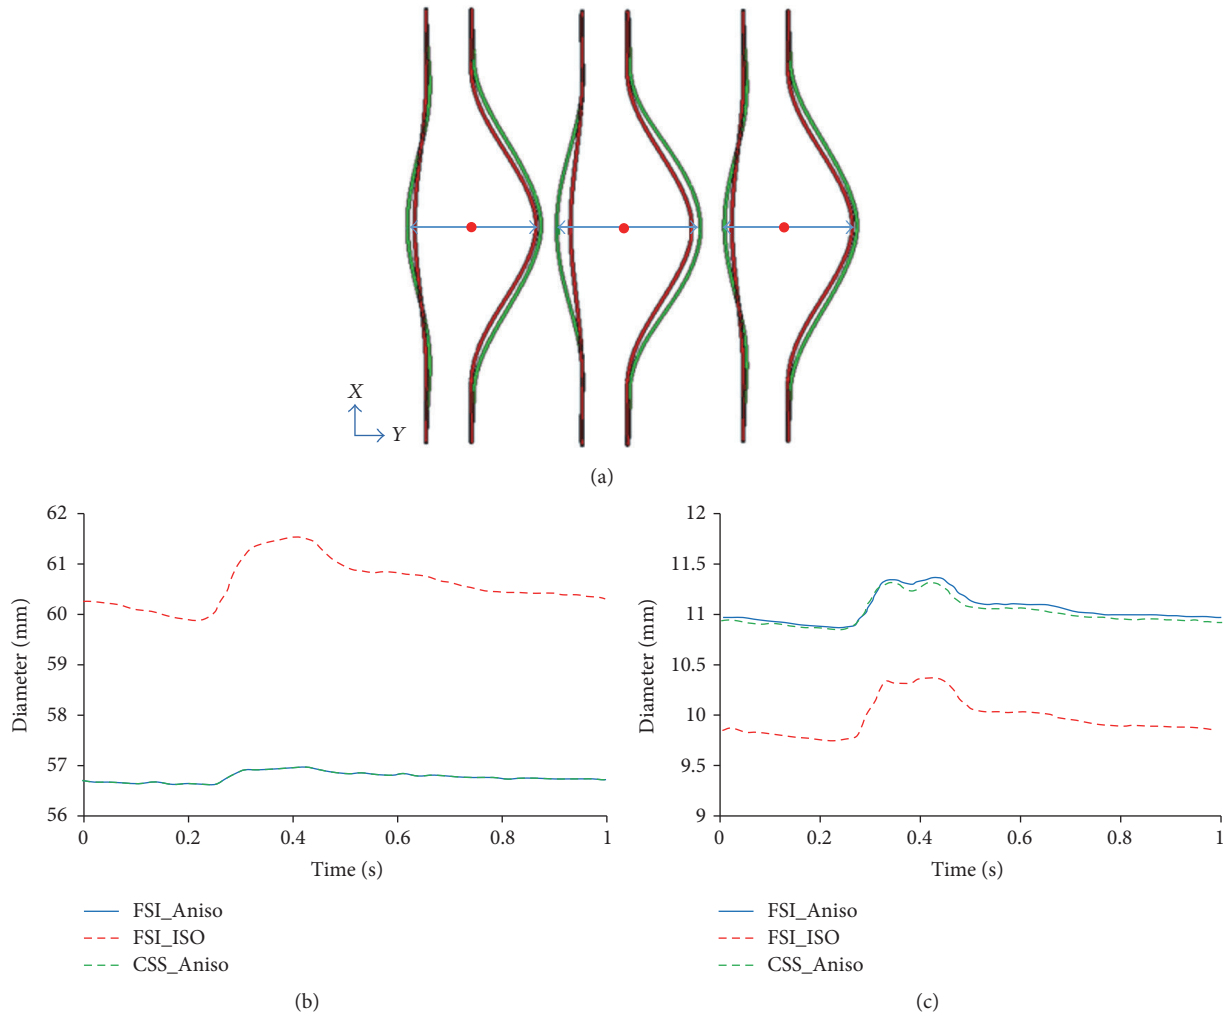 X
Y
(a)
62
61
60
59
58
57
56
Diameter (mm)
0
0.2
0.4
0.6
0.8
1
Time (s)
FSI_Aniso
FSI_ISO
CSS_Aniso
(b)
12
11.5
11
10.5
10
9.5
9
Diameter (mm)
0
0.2
0.4
0.6
0.8
1
Time (s)
FSI_Aniso
FSI_ISO
CSS_Aniso
(c)